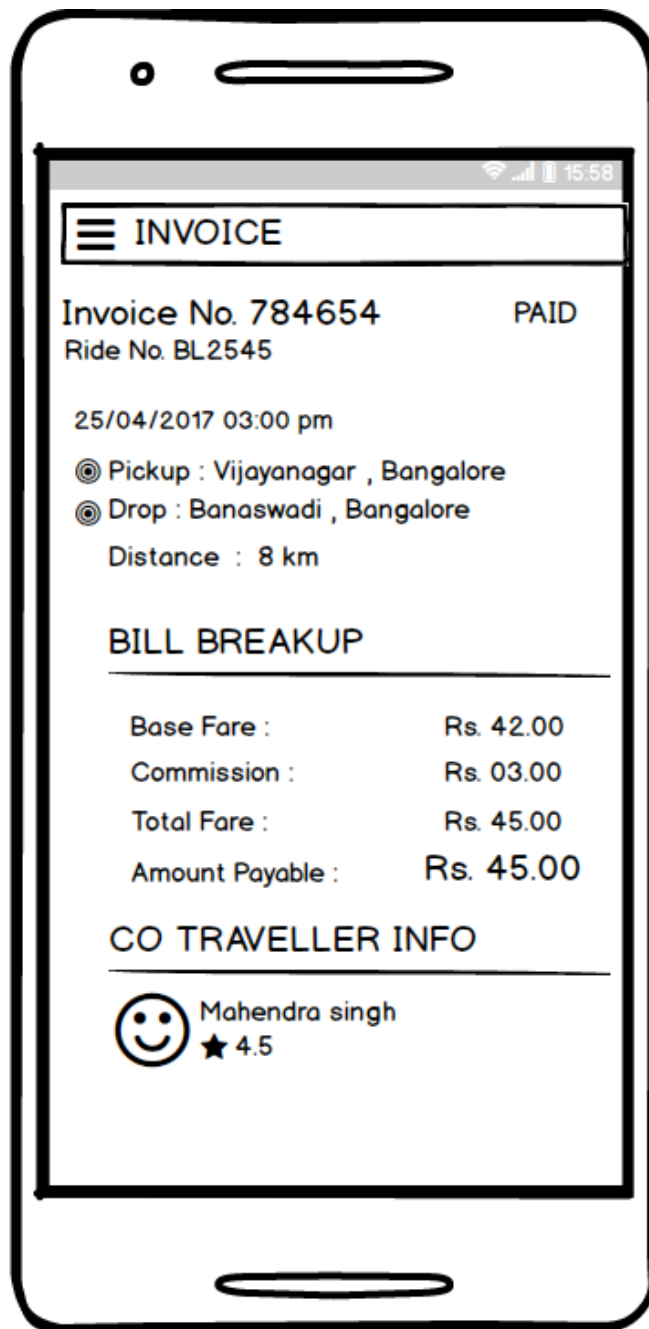 15:58
INVOICE
Invoice No. 784654 PAID
Ride No. BL2545
25/04/2017 03:00 pm
Pickup : Vijayanagar , Bangalore
Drop : Banaswadi , Bangalore
Distance : 8 km
BILL BREAKUP
Base Fare : Rs. 42.00
Commission : Rs. 03.00
Total Fare : Rs. 45.00
Amount Payable : Rs. 45.00
CO TRAVELLER INFO
Mahendra singh
4.5